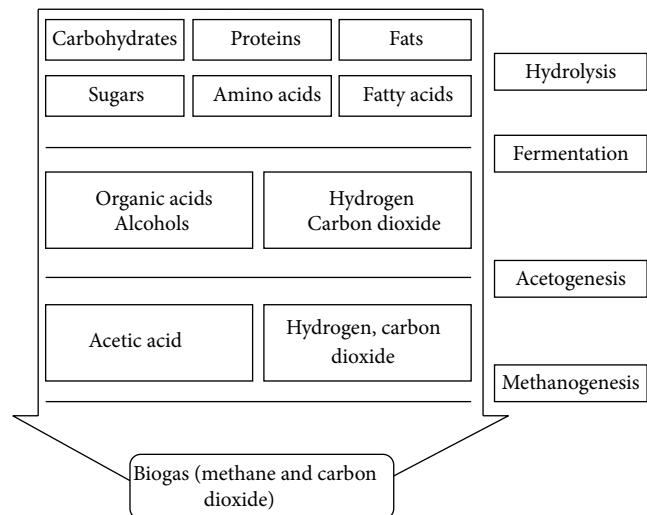 Carbohydrates
Proteins
Fats
Hydrolysis
Sugars
Amino acids
Fatty acids
Fermentation
Organic acids
Alcohols
Hydrogen
Carbon dioxide
Acetogenesis
Acetic acid
Hydrogen, carbon
dioxide
Methanogenesis
Biogas (methane and carbon
dioxide)